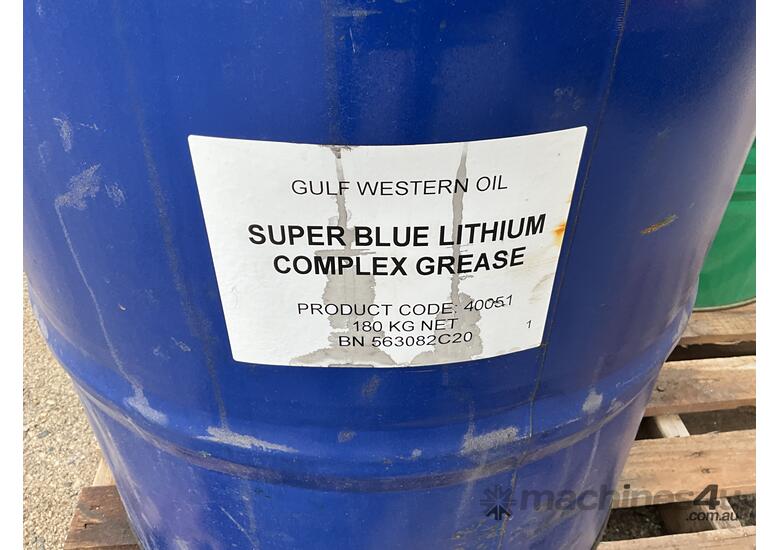 GULF WESTERN OIL
SUPER BLUE LITHIUM
COMPLEX GREASE
PRODUCT CODE: 40051
180 KG NET
BN 563082C20
1
machines4u
.com.au